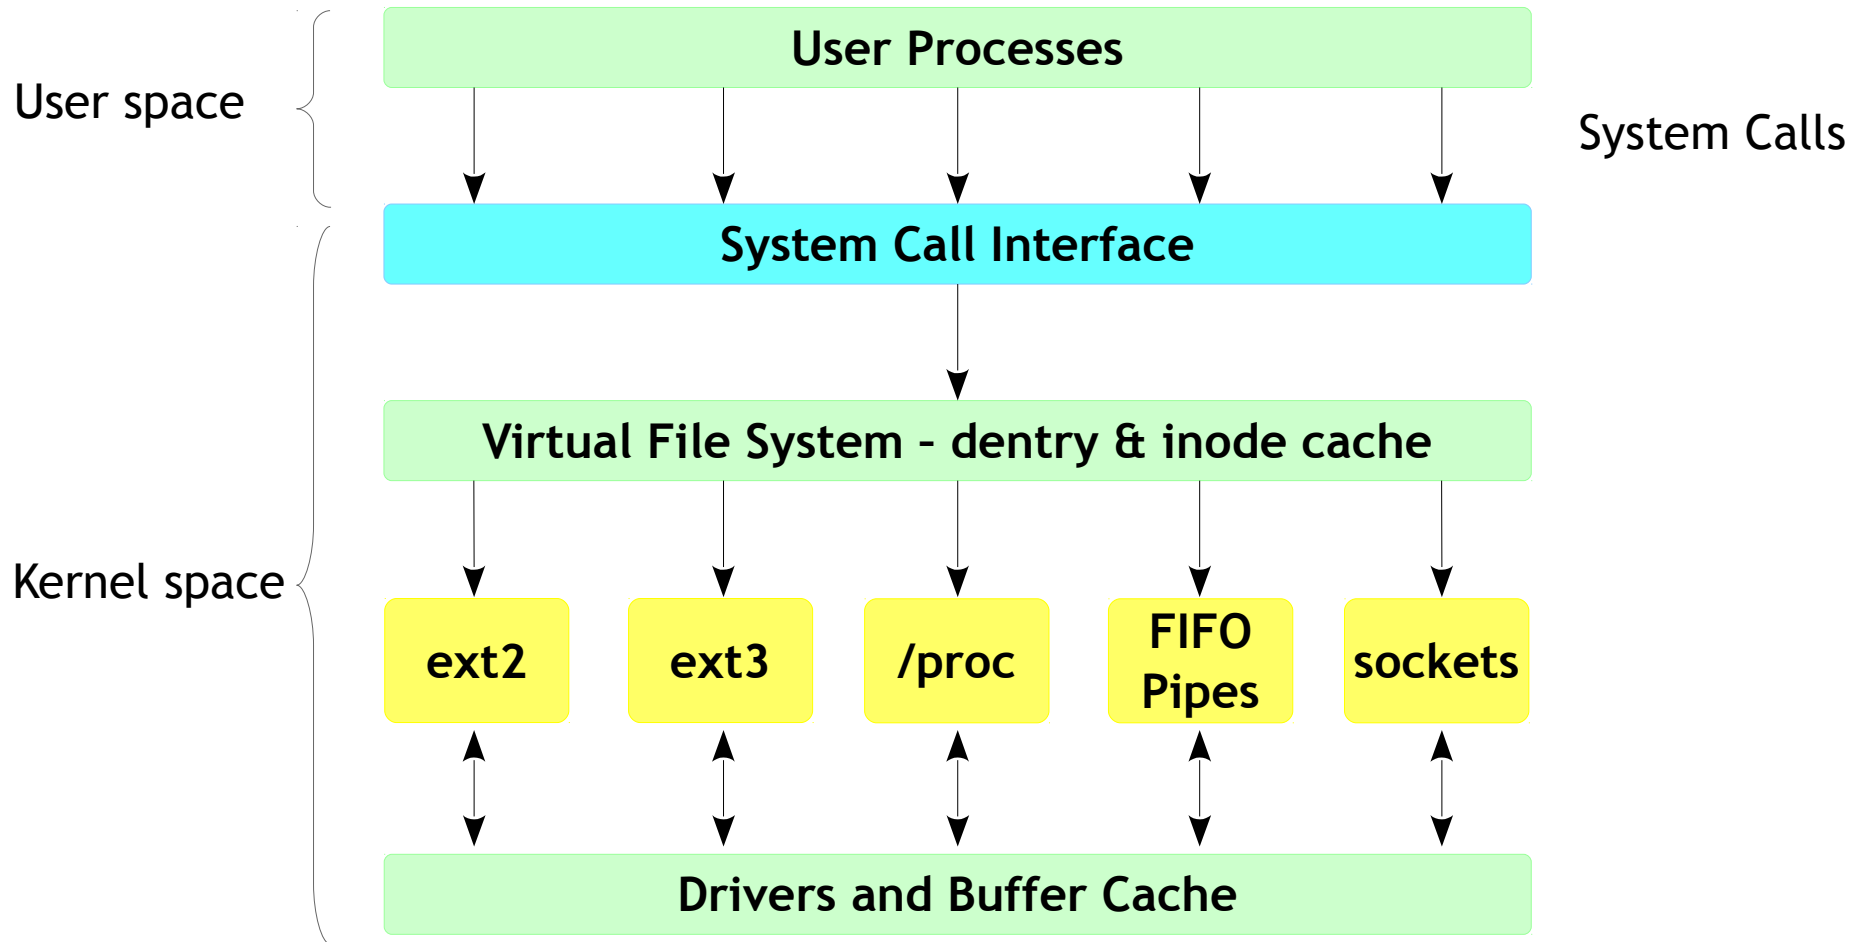 User Processes
User space
System Calls
System Call Interface
Virtual File System – dentry & inode cache
Kernel space
ext2
ext3
/proc
FIFO
Pipes
sockets
Drivers and Buffer Cache